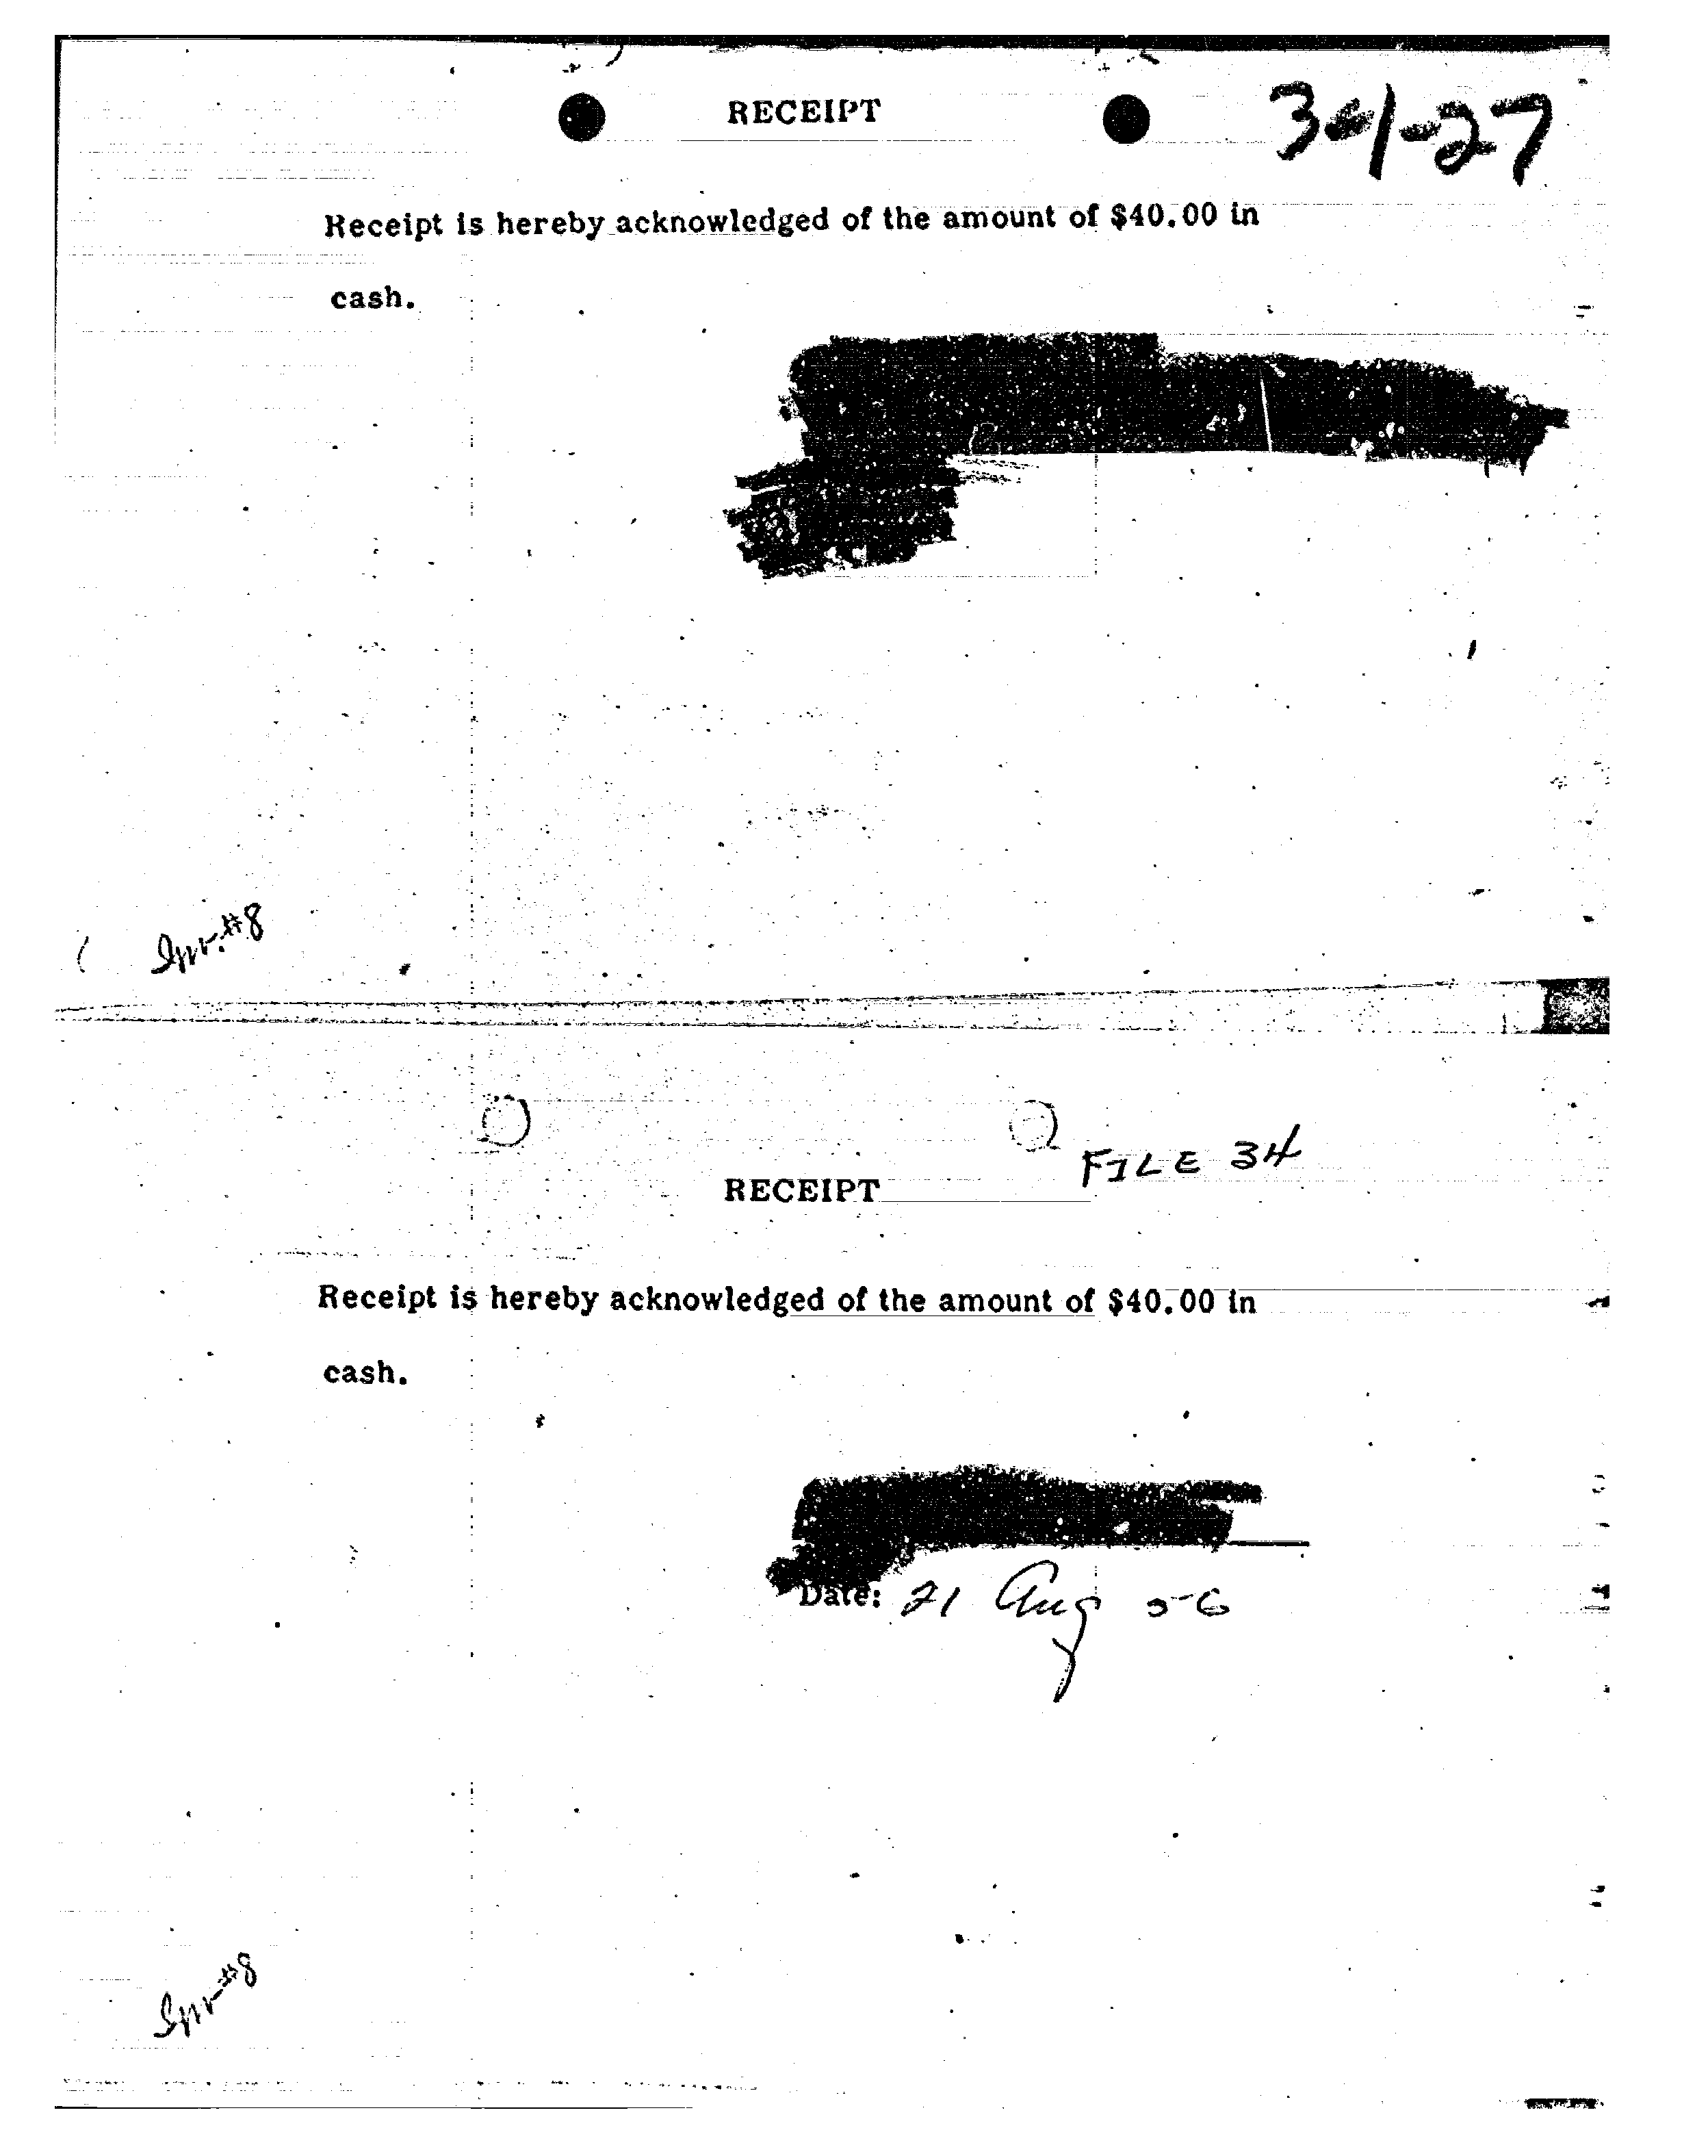 RECEIPT
34-27
Receipt is hereby acknowledged of the amount of $40.00 in
cash.
Inv. #8
FILE 34
RECEIPT
Receipt is hereby acknowledged of the amount of $40.00 in
cash.
Date: 21 Aug 56
Inv #8